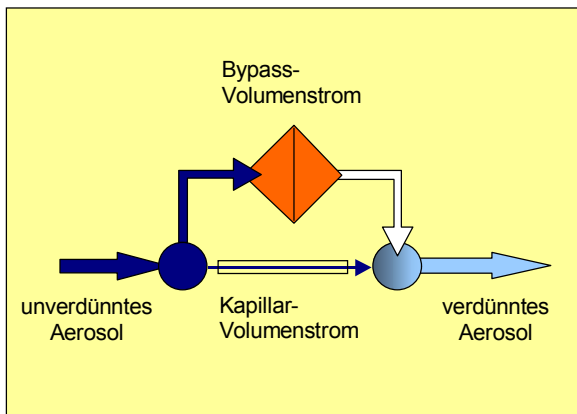 Bypass-
Volumenstrom
unverdünntes
Aerosol
Kapillar-
Volumenstrom
verdünntes
Aerosol